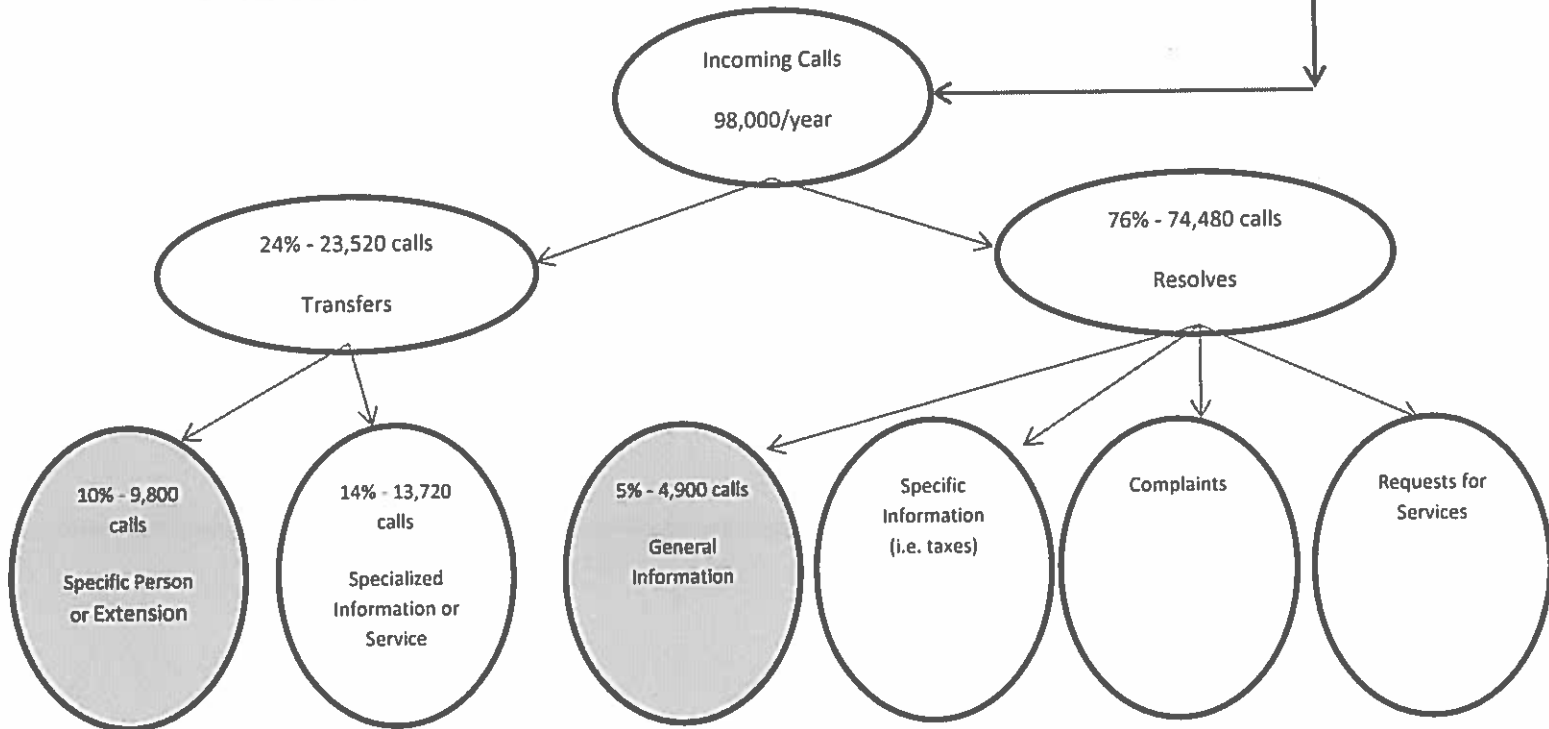 Incoming Calls
98,000/year
24% - 23,520 calls
Transfers
76% - 74,480 calls
Resolves
10% - 9,800
calls
Specific Person
or Extension
14% - 13,720
calls
Specialized
Information or
Service
5% - 4,900 calls
General
Information
Specific
Information
(i.e. taxes)
Complaints
Requests for
Services